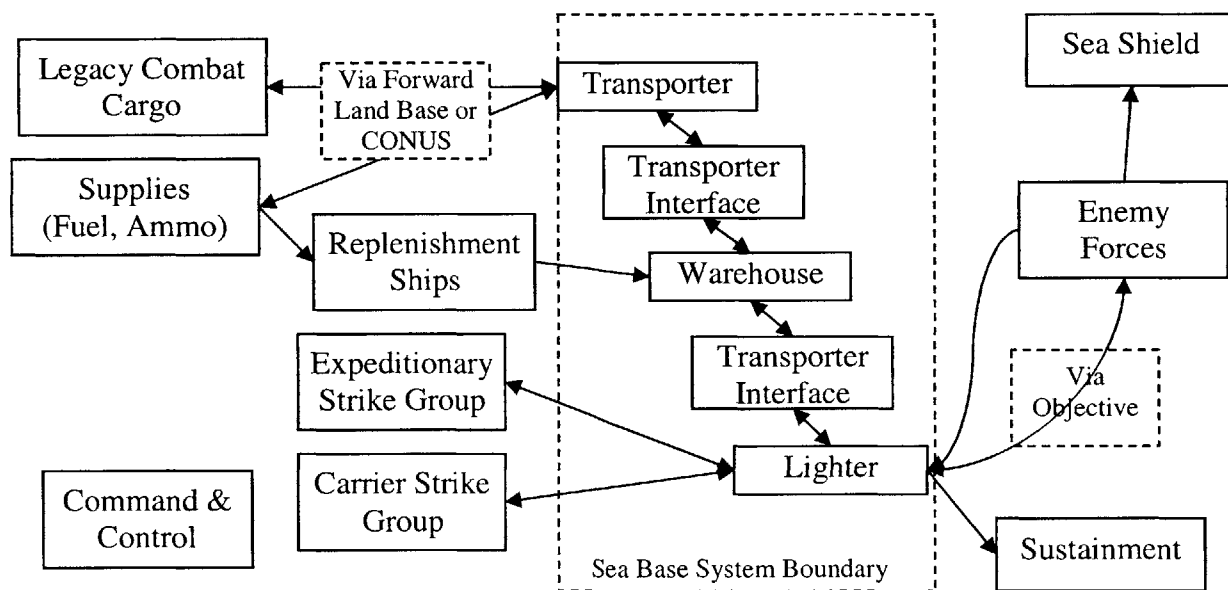 Legacy Combat
Cargo
Via Forward
Land Base or
CONUS
Transporter
Sea Shield
Supplies
(Fuel, Ammo)
Transporter
Interface
Enemy
Forces
Replenishment
Ships
Warehouse
Expeditionary
Strike Group
Transporter
Interface
Via
Objective
Command &
Control
Carrier Strike
Group
Lighter
Sustainment
Sea Base System Boundary